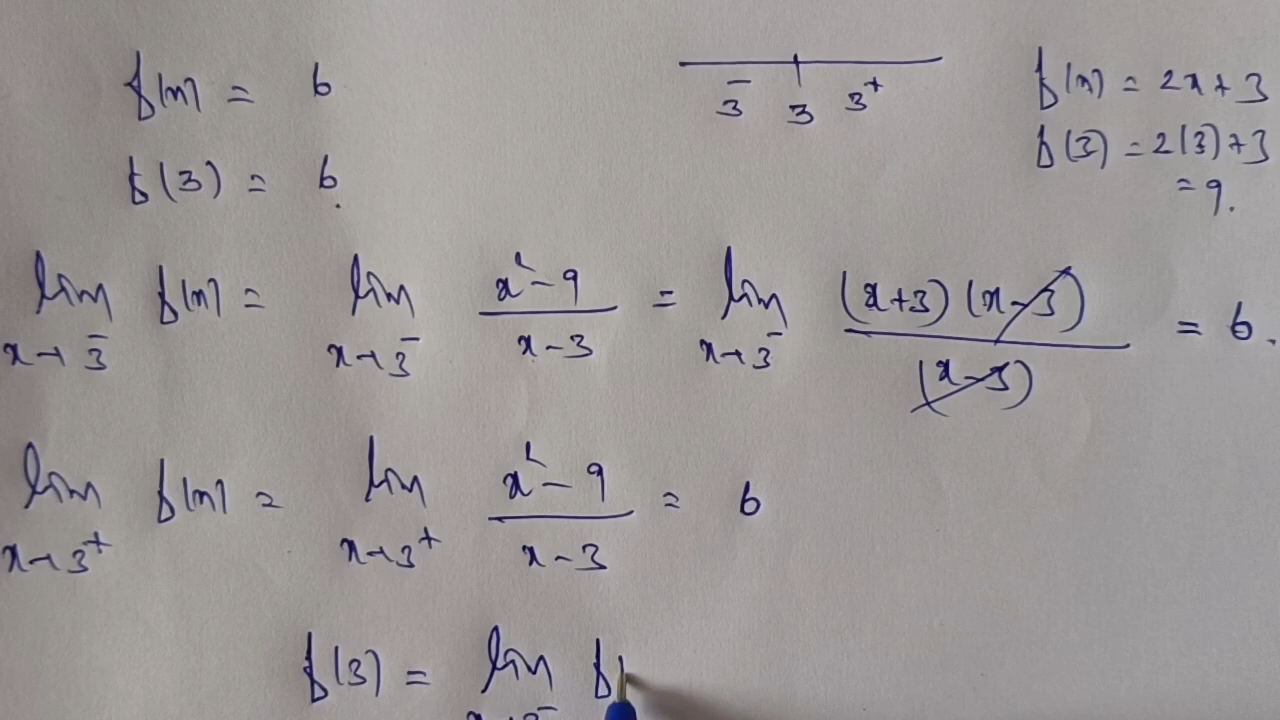 f(x) = 6
f(3) = 6.
3⁻ 3 3⁺
f(x) = 2x + 3
f(3) = 2(3) + 3
= 9.
lim x→3⁻ f(x) = lim x→3⁻ (x² - 9)/(x - 3) = lim x→3⁻ (x+3)(x-3)/(x-3) = 6.
lim x→3⁺ f(x) = lim x→3⁺ (x² - 9)/(x - 3) = 6
f(3) = lim x→3⁻ f(